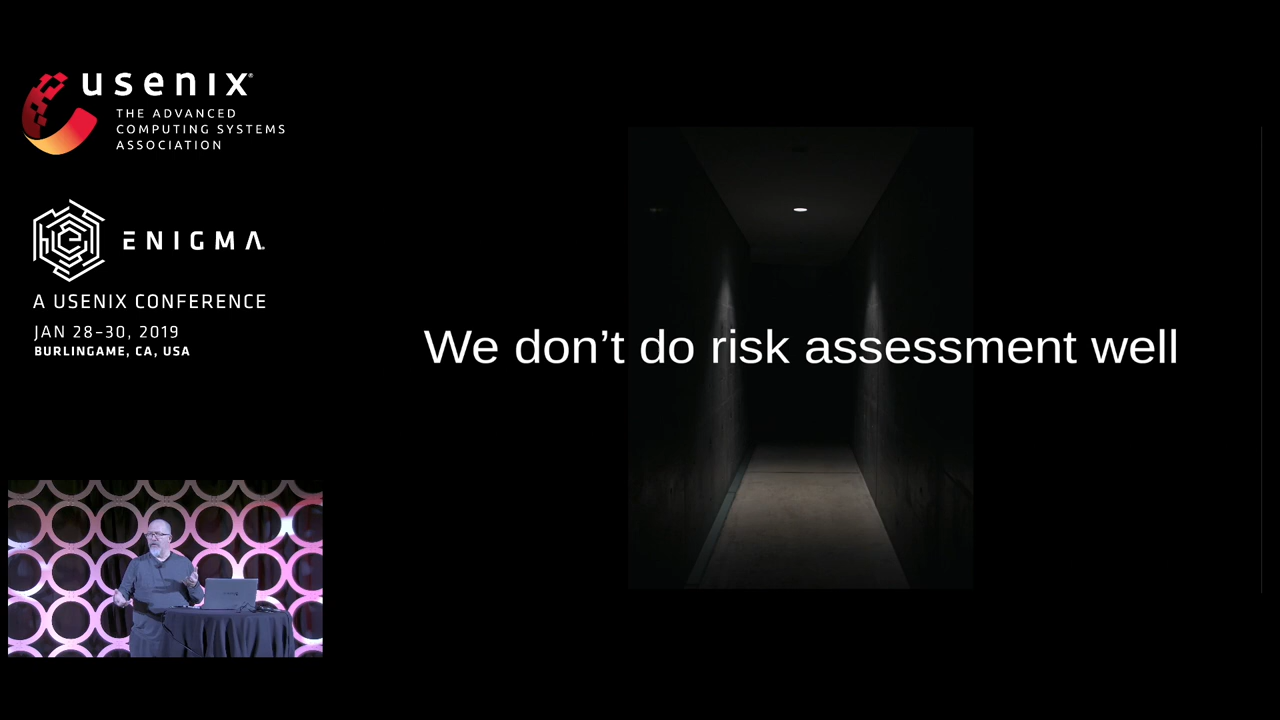 usenix®
THE ADVANCED
COMPUTING SYSTEMS
ASSOCIATION
ENIGMA
A USENIX CONFERENCE
JAN 28–30, 2019
BURLINGAME, CA, USA
We don’t do risk assessment well